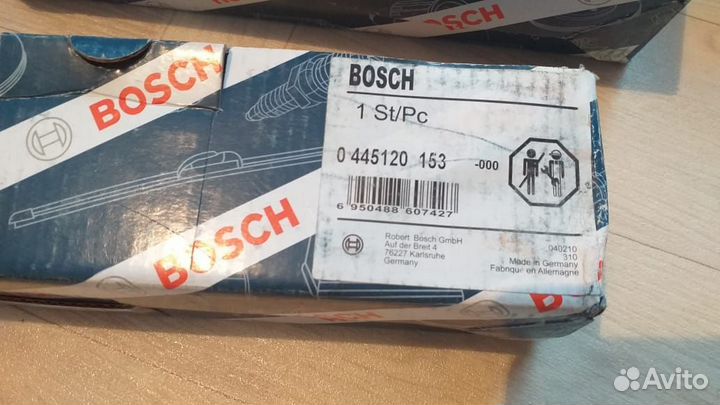 BOSCH
BOSCH
BOSCH
1 St/Pc
0 445120 153 -000
6 950488 607427
Robert Bosch GmbH
Auf der Breit 4
76227 Karlsruhe
Germany
040210
310
Made in Germany
Fabriqué en Allemagne
BOSCH
BOSCH
Avito